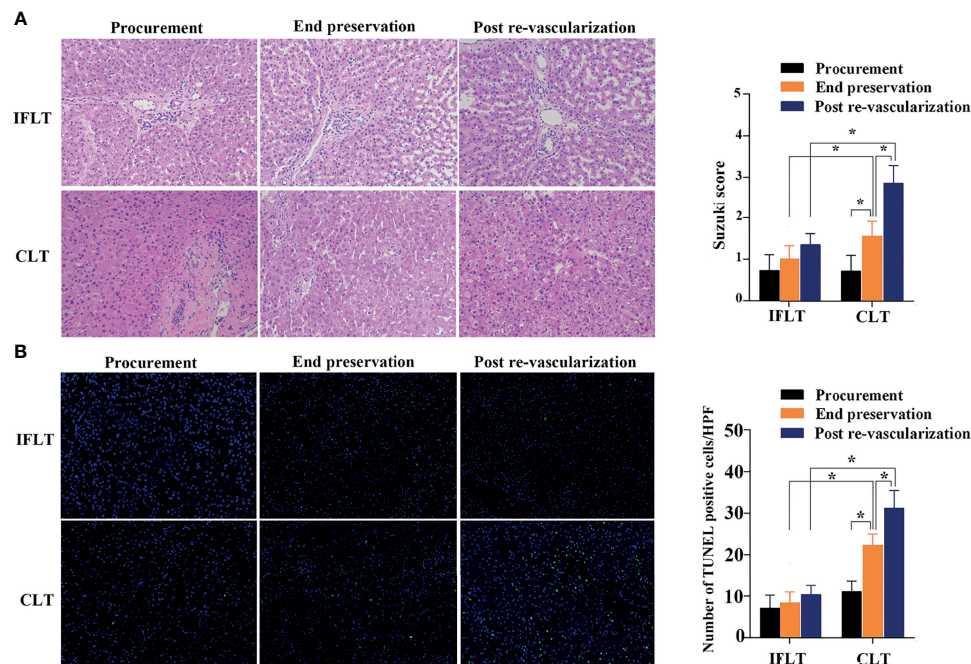 A
Procurement End preservation Post re-vascularization
IFLT
CLT
Procurement
End preservation
Post re-vascularization
Suzuki score
5
4
3
2
1
0
* *
*
*
*
IFLT CLT
B
Procurement End preservation Post re-vascularization
IFLT
CLT
Procurement
End preservation
Post re-vascularization
Number of TUNEL positive cells/HPF
50
40
30
20
10
0
*
* *
*
IFLT CLT